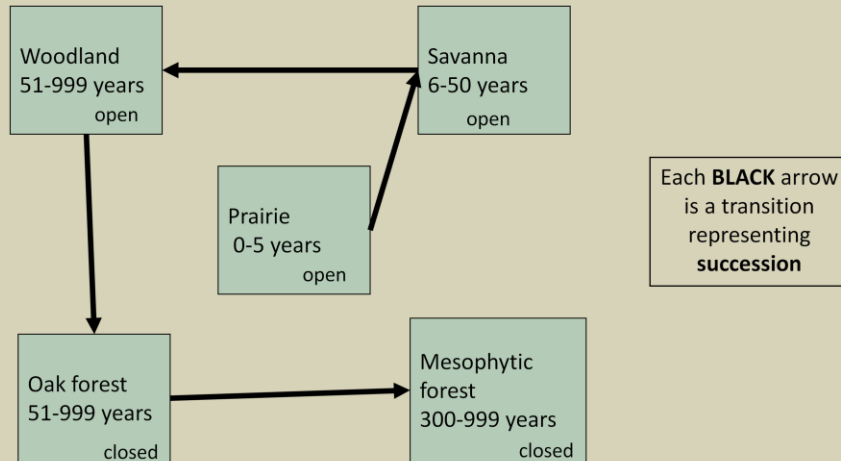 Woodland
51-999 years
open
Savanna
6-50 years
open
Prairie
0-5 years
open
Each BLACK arrow
is a transition
representing
succession
Oak forest
51-999 years
closed
Mesophytic
forest
300-999 years
closed